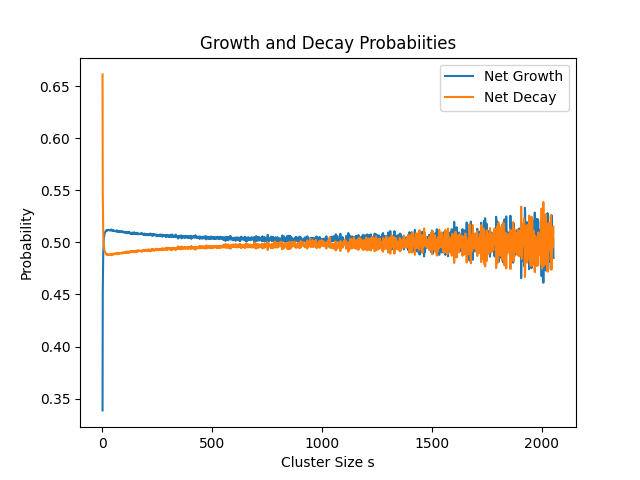 Growth and Decay Probabiities
Net Growth
Net Decay
Probability
0.65
0.60
0.55
0.50
0.45
0.40
0.35
0
500
1000
1500
2000
Cluster Size s